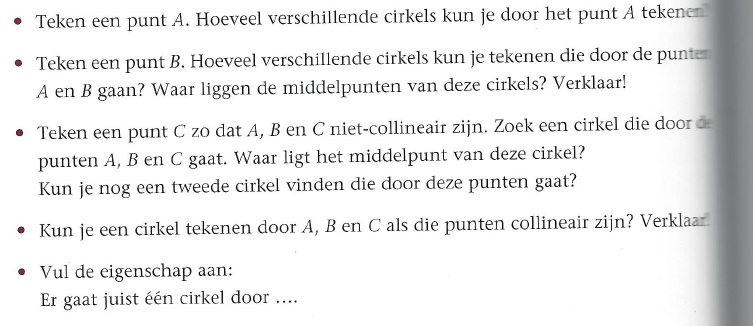 • Teken een punt A. Hoeveel verschillende cirkels kun je door het punt A tekenen?
• Teken een punt B. Hoeveel verschillende cirkels kun je tekenen die door de punten
A en B gaan? Waar liggen de middelpunten van deze cirkels? Verklaar!
• Teken een punt C zo dat A, B en C niet-collineair zijn. Zoek een cirkel die door de
punten A, B en C gaat. Waar ligt het middelpunt van deze cirkel?
Kun je nog een tweede cirkel vinden die door deze punten gaat?
• Kun je een cirkel tekenen door A, B en C als die punten collineair zijn? Verklaar!
• Vul de eigenschap aan:
Er gaat juist één cirkel door ....